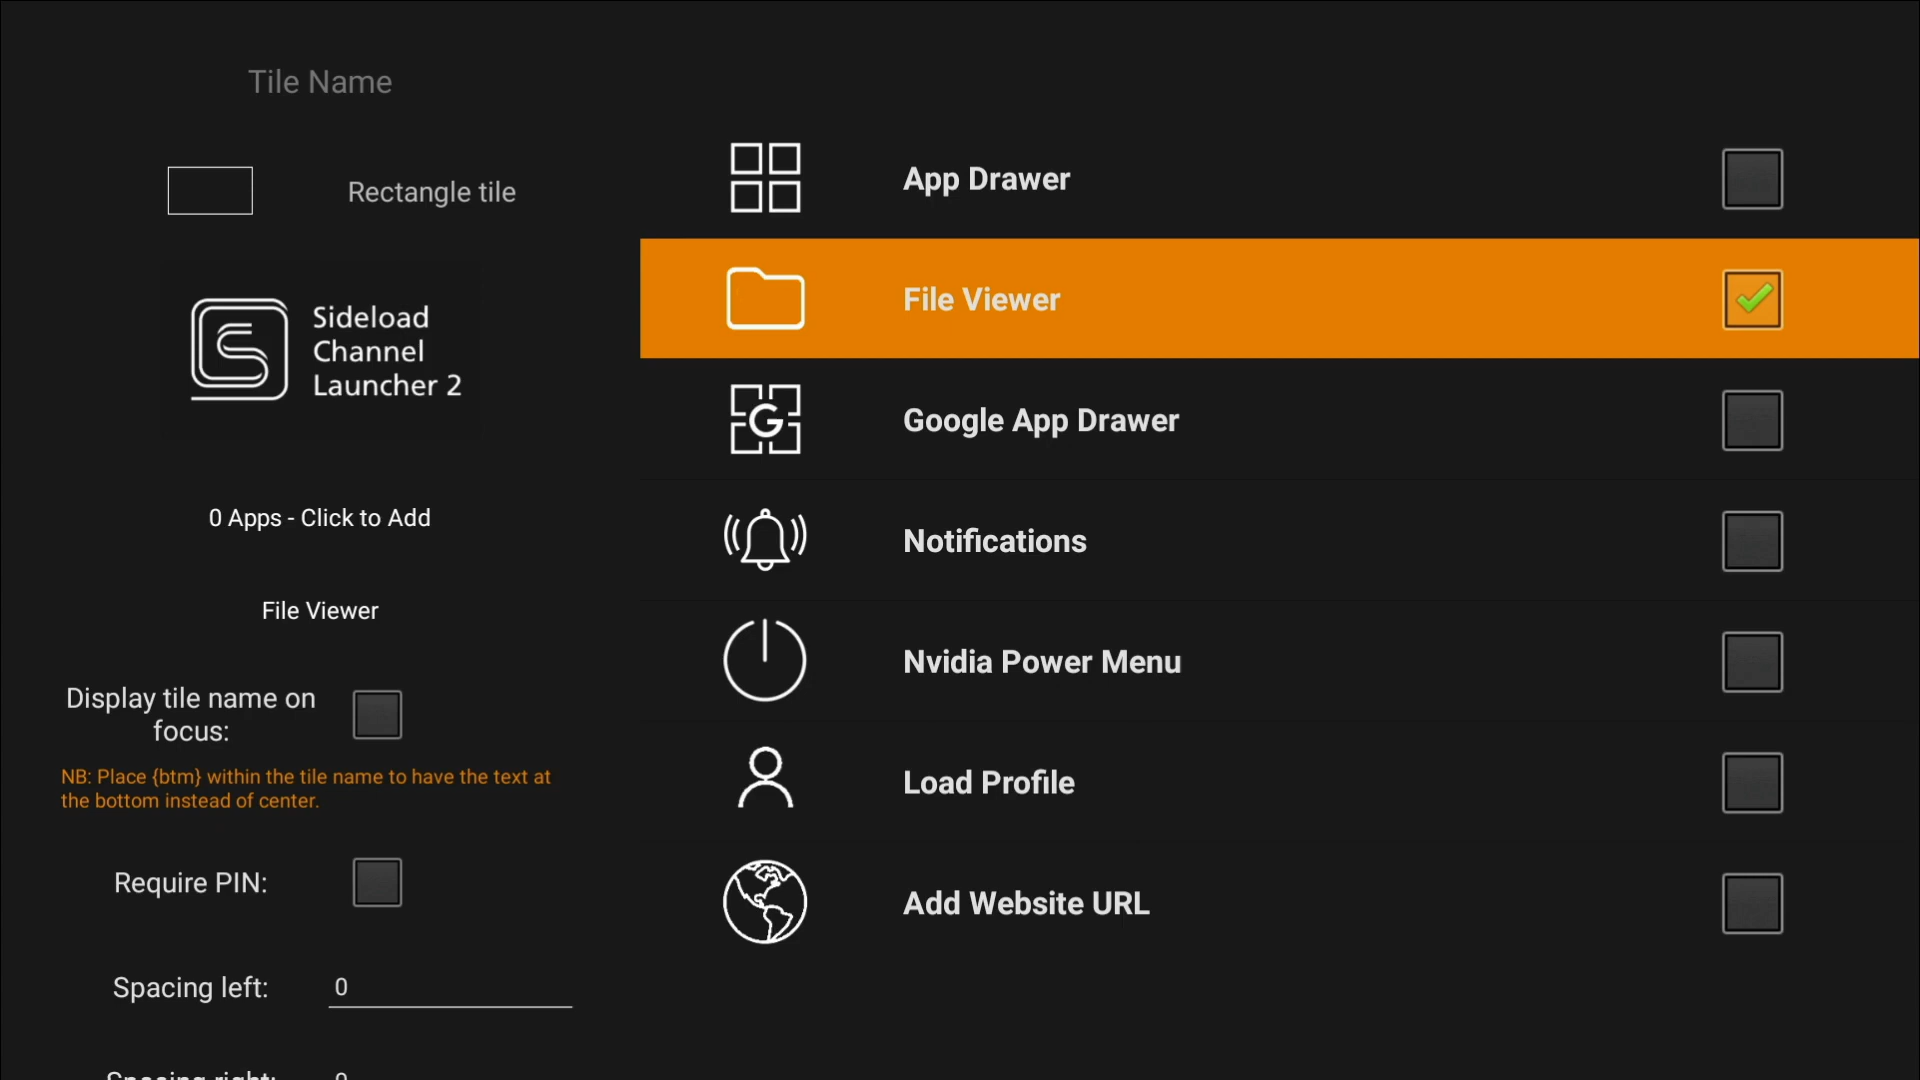 Tile Name
Rectangle tile
Sideload
Channel
Launcher 2
0 Apps - Click to Add
File Viewer
Display tile name on
focus:
NB: Place {btm} within the tile name to have the text at
the bottom instead of center.
Require PIN:
Spacing left: 0
Spacing right: 0
App Drawer
File Viewer
Google App Drawer
Notifications
Nvidia Power Menu
Load Profile
Add Website URL